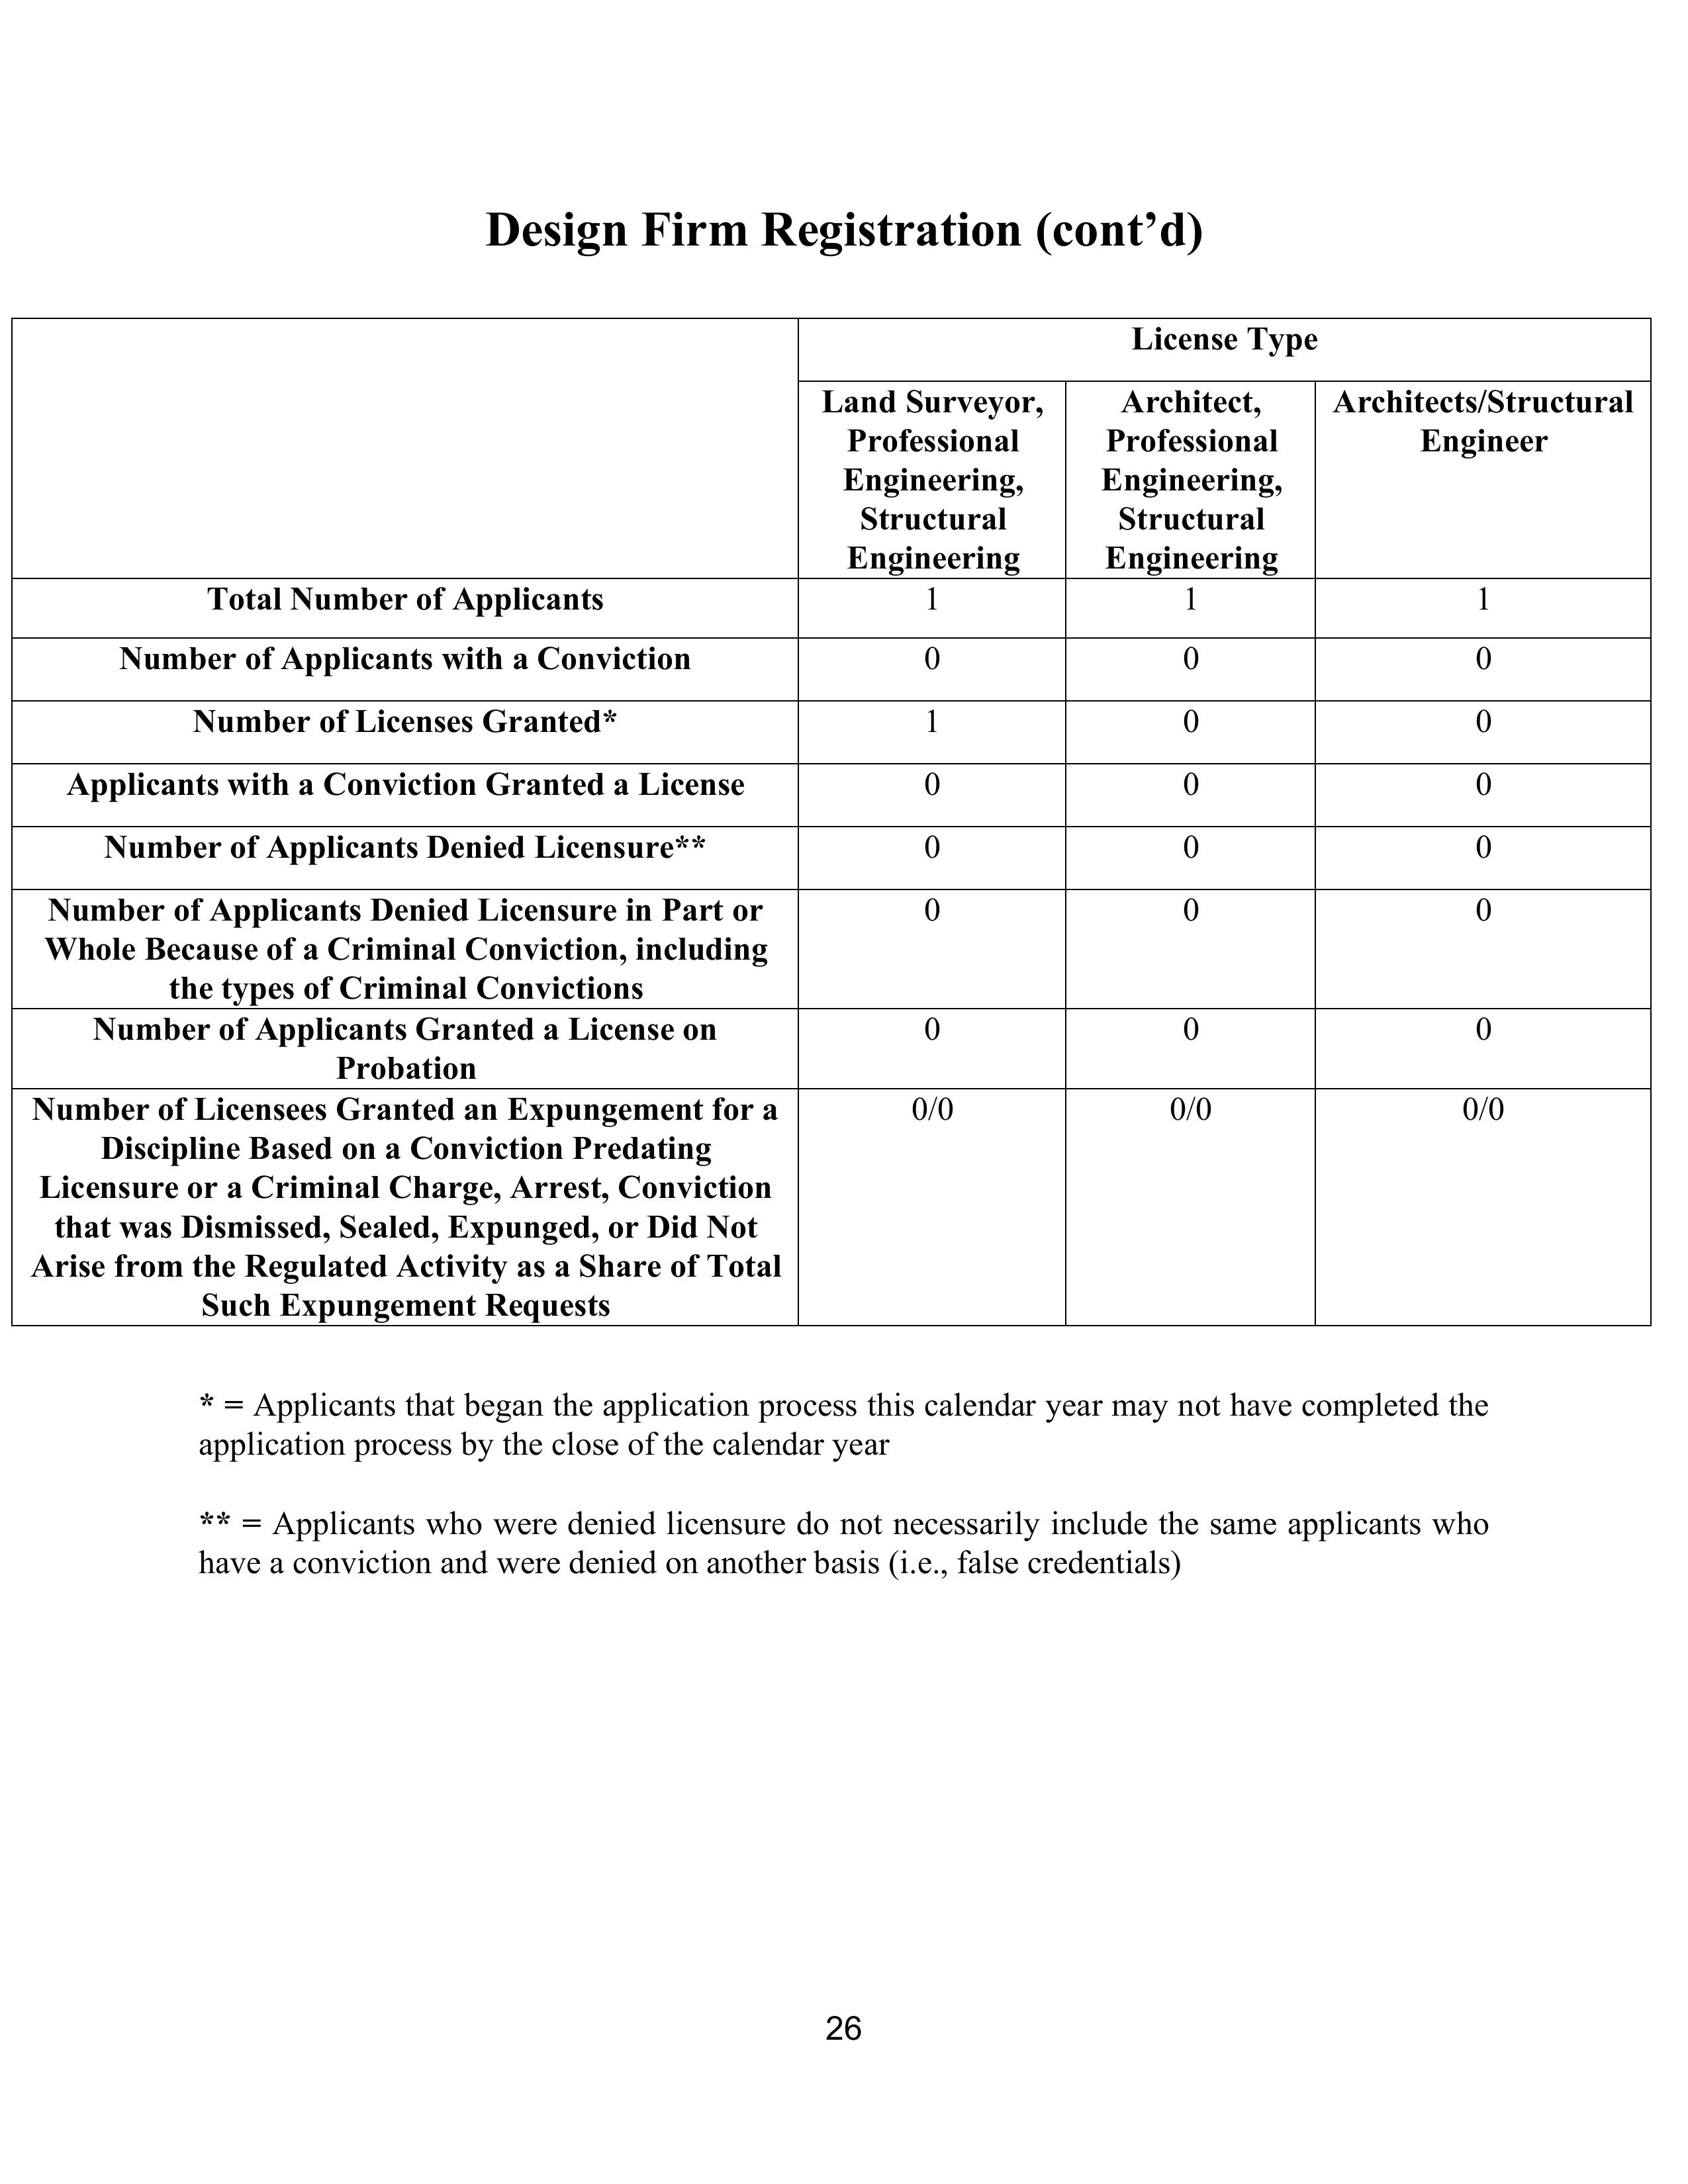 Design Firm Registration (cont’d)
License Type
Land Surveyor,
Professional
Engineering,
Structural
Engineering
Architect,
Professional
Engineering,
Structural
Engineering
Architects/Structural
Engineer
Total Number of Applicants 1 1 1
Number of Applicants with a Conviction 0 0 0
Number of Licenses Granted* 1 0 0
Applicants with a Conviction Granted a License 0 0 0
Number of Applicants Denied Licensure** 0 0 0
Number of Applicants Denied Licensure in Part or 0 0 0
Whole Because of a Criminal Conviction, including
the types of Criminal Convictions
Number of Applicants Granted a License on 0 0 0
Probation
Number of Licensees Granted an Expungement for a 0/0 0/0 0/0
Discipline Based on a Conviction Predating
Licensure or a Criminal Charge, Arrest, Conviction
that was Dismissed, Sealed, Expunged, or Did Not
Arise from the Regulated Activity as a Share of Total
Such Expungement Requests
* = Applicants that began the application process this calendar year may not have completed the
application process by the close of the calendar year
** = Applicants who were denied licensure do not necessarily include the same applicants who
have a conviction and were denied on another basis (i.e., false credentials)
26